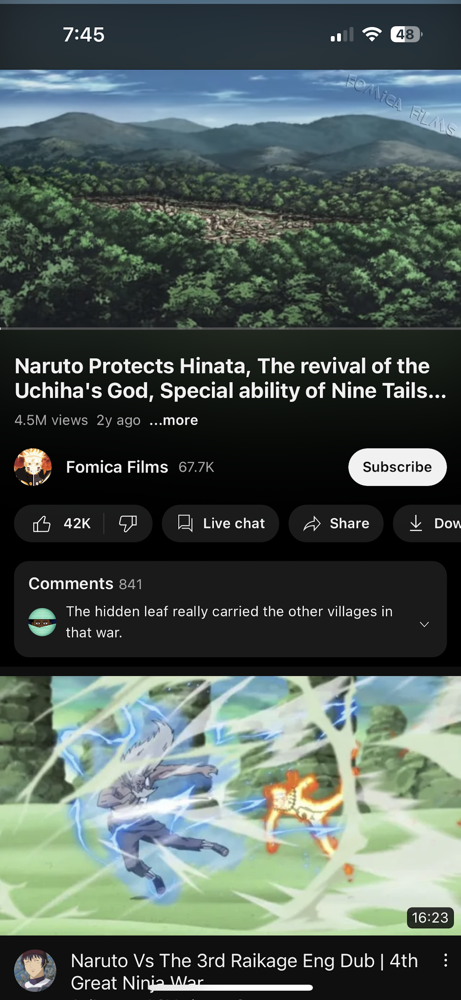 7:45
48
FOMiCA FiLMS
Naruto Protects Hinata, The revival of the
Uchiha's God, Special ability of Nine Tails...
4.5M views 2y ago ...more
Fomica Films 67.7K
Subscribe
42K
Live chat
Share
Dow
Comments 841
The hidden leaf really carried the other villages in
that war.
16:23
Naruto Vs The 3rd Raikage Eng Dub | 4th
Great Ninja War